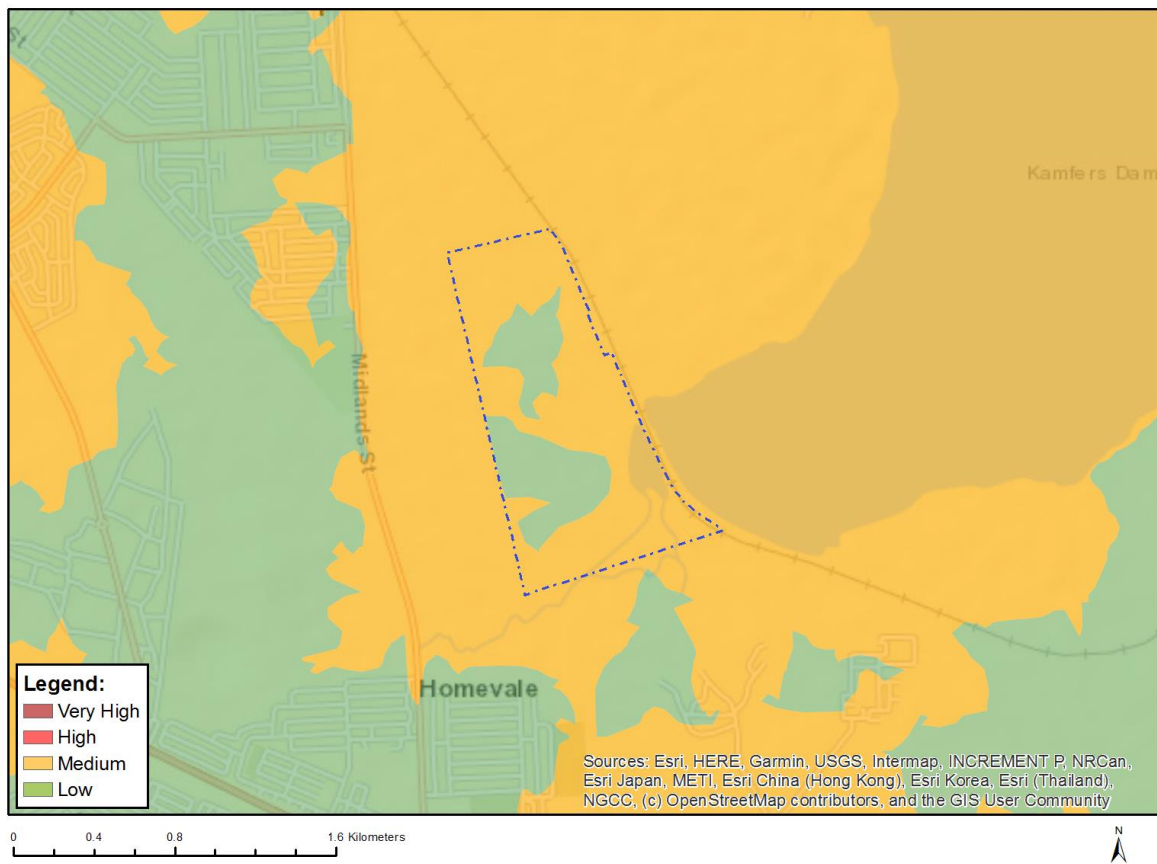 St
Kamfers Dam
Midlands St
Homevale
Legend:
Very High
High
Medium
Low
Sources: Esri, HERE, Garmin, USGS, Intermap, INCREMENT P, NRCan,
Esri Japan, METI, Esri China (Hong Kong), Esri Korea, Esri (Thailand),
NGCC, (c) OpenStreetMap contributors, and the GIS User Community
0 0.4 0.8 1.6 Kilometers
N